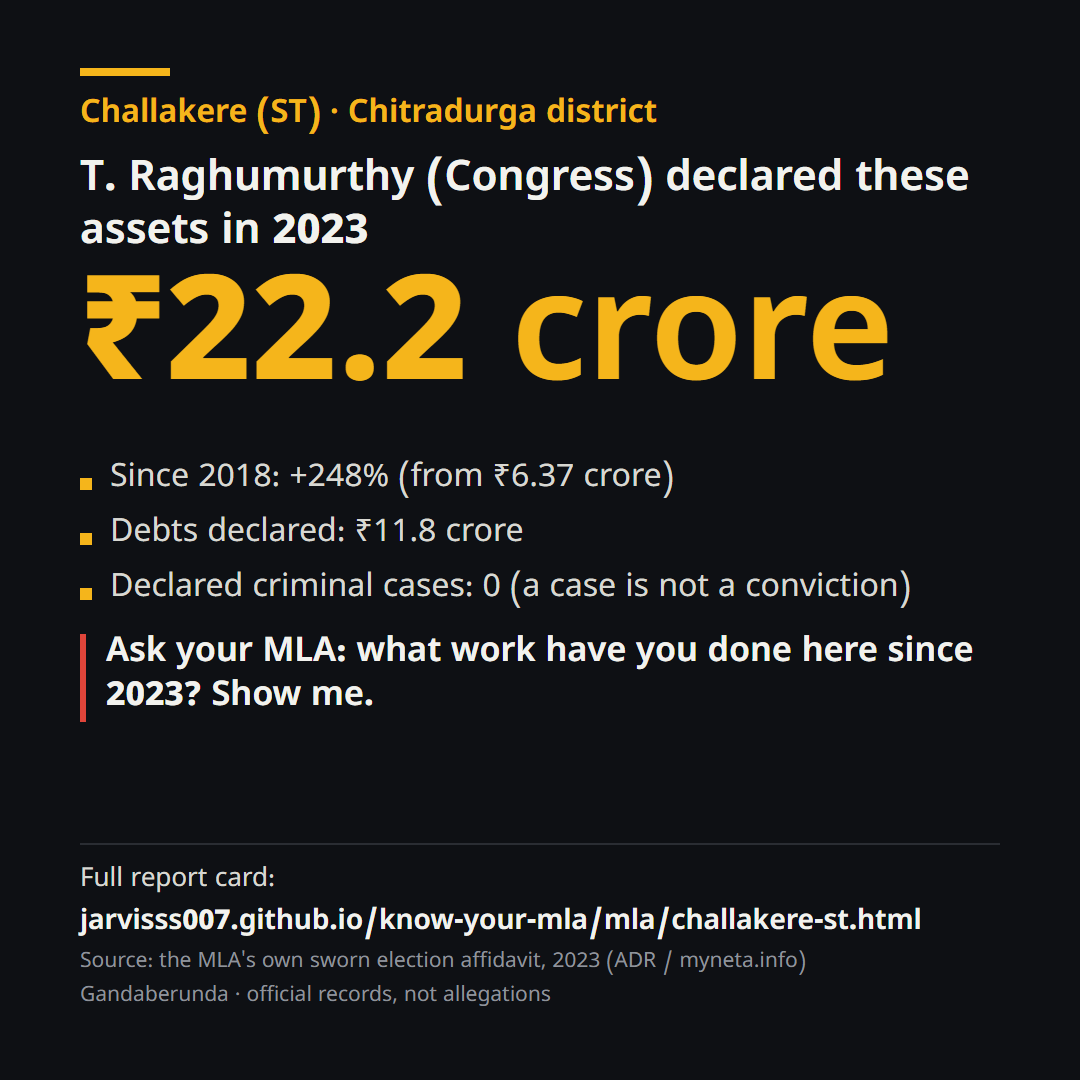 Challakere (ST) · Chitradurga district
T. Raghumurthy (Congress) declared these
assets in 2023
₹22.2 crore
Since 2018: +248% (from ₹6.37 crore)
Debts declared: ₹11.8 crore
Declared criminal cases: 0 (a case is not a conviction)
Ask your MLA: what work have you done here since
2023? Show me.
Full report card:
jarvisss007.github.io/know-your-mla/mla/challakere-st.html
Source: the MLA's own sworn election affidavit, 2023 (ADR / myneta.info)
Gandaberunda · official records, not allegations